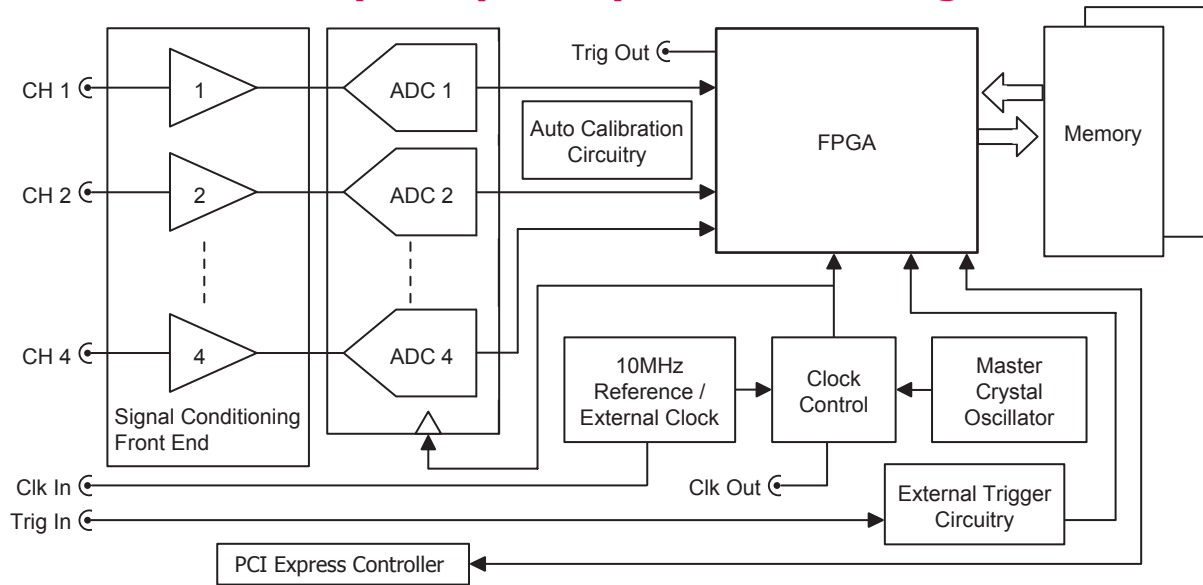 Trig Out
CH 1
1
ADC 1
Auto Calibration
Circuitry
FPGA
Memory
CH 2
2
ADC 2
CH 4
4
ADC 4
Signal Conditioning
Front End
10MHz
Reference /
External Clock
Clock
Control
Master
Crystal
Oscillator
Clk In
Clk Out
External Trigger
Circuitry
Trig In
PCI Express Controller